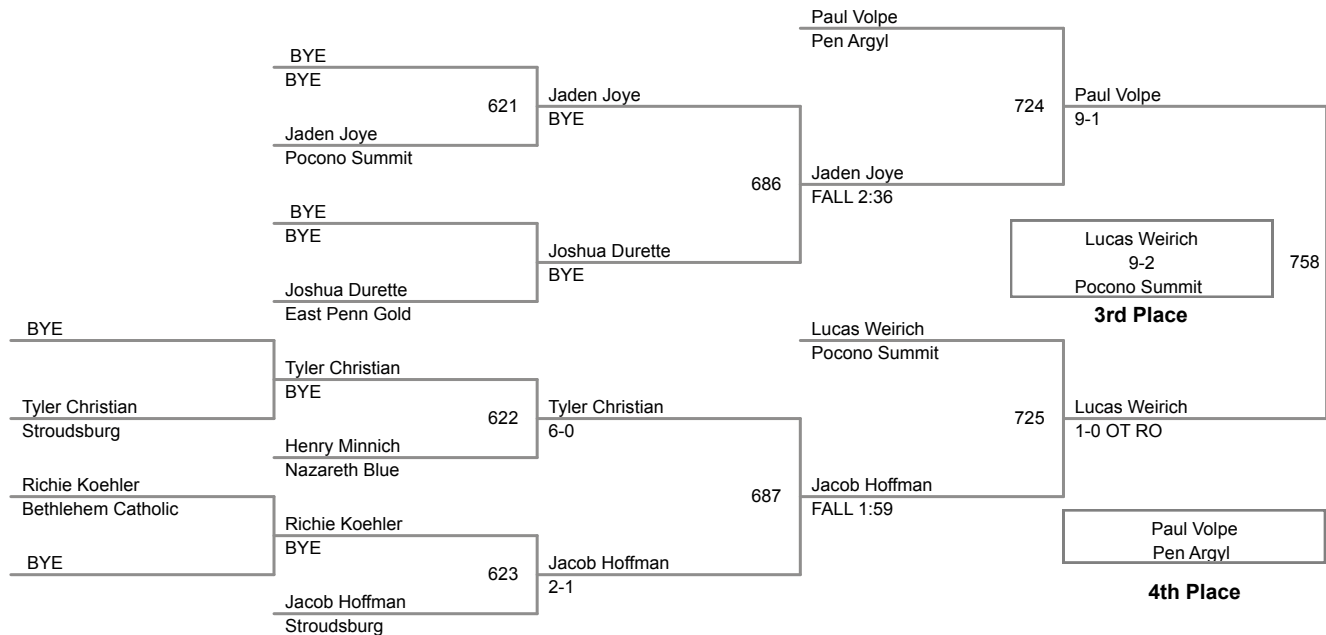 Paul Volpe
Pen Argyl
BYE
BYE
621
Jaden Joye
BYE
724
Paul Volpe
9-1
Jaden Joye
Pocono Summit
686
Jaden Joye
FALL 2:36
BYE
BYE
Joshua Durette
BYE
Lucas Weirich
9-2
Pocono Summit
758
3rd Place
Joshua Durette
East Penn Gold
BYE
Lucas Weirich
Pocono Summit
Tyler Christian
BYE
Tyler Christian
Stroudsburg
622
Tyler Christian
6-0
725
Lucas Weirich
1-0 OT RO
Henry Minnich
Nazareth Blue
Richie Koehler
Bethlehem Catholic
687
Jacob Hoffman
FALL 1:59
Richie Koehler
BYE
Paul Volpe
Pen Argyl
BYE
623
Jacob Hoffman
2-1
4th Place
Jacob Hoffman
Stroudsburg